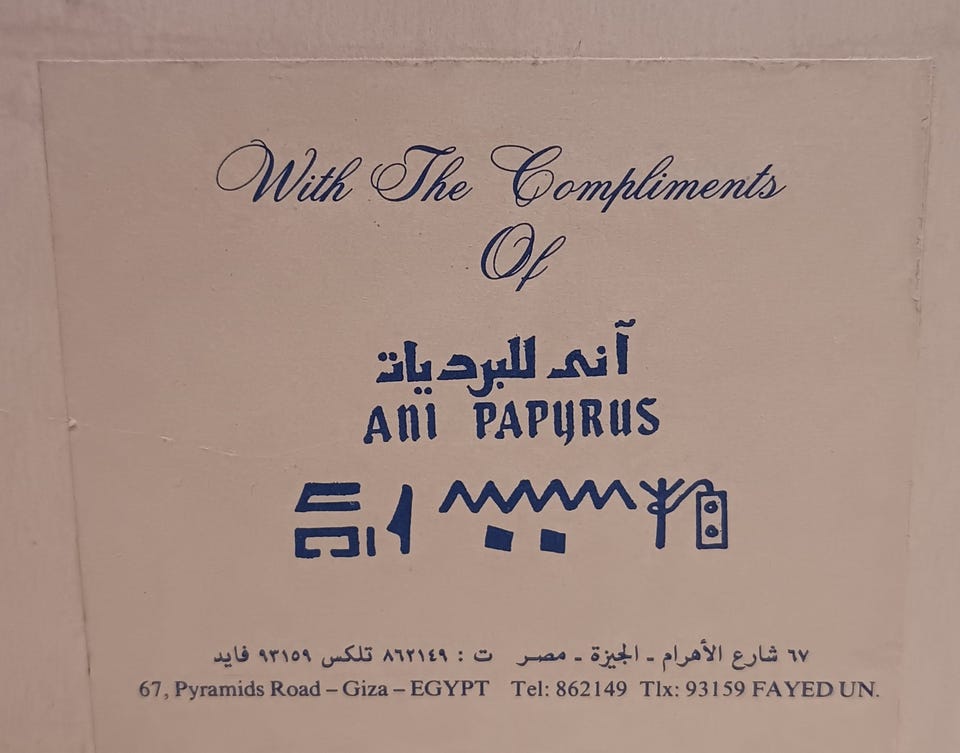 With The Compliments
Of
آنى للبرديات
ANI PAPYRUS
٦٧ شارع الأهرام ـ الجيزة ـ مصر ت : ٨٦٢١٤٩ تلكس ٩٣١٥٩ فايد
67, Pyramids Road – Giza – EGYPT Tel: 862149 Tlx: 93159 FAYED UN.